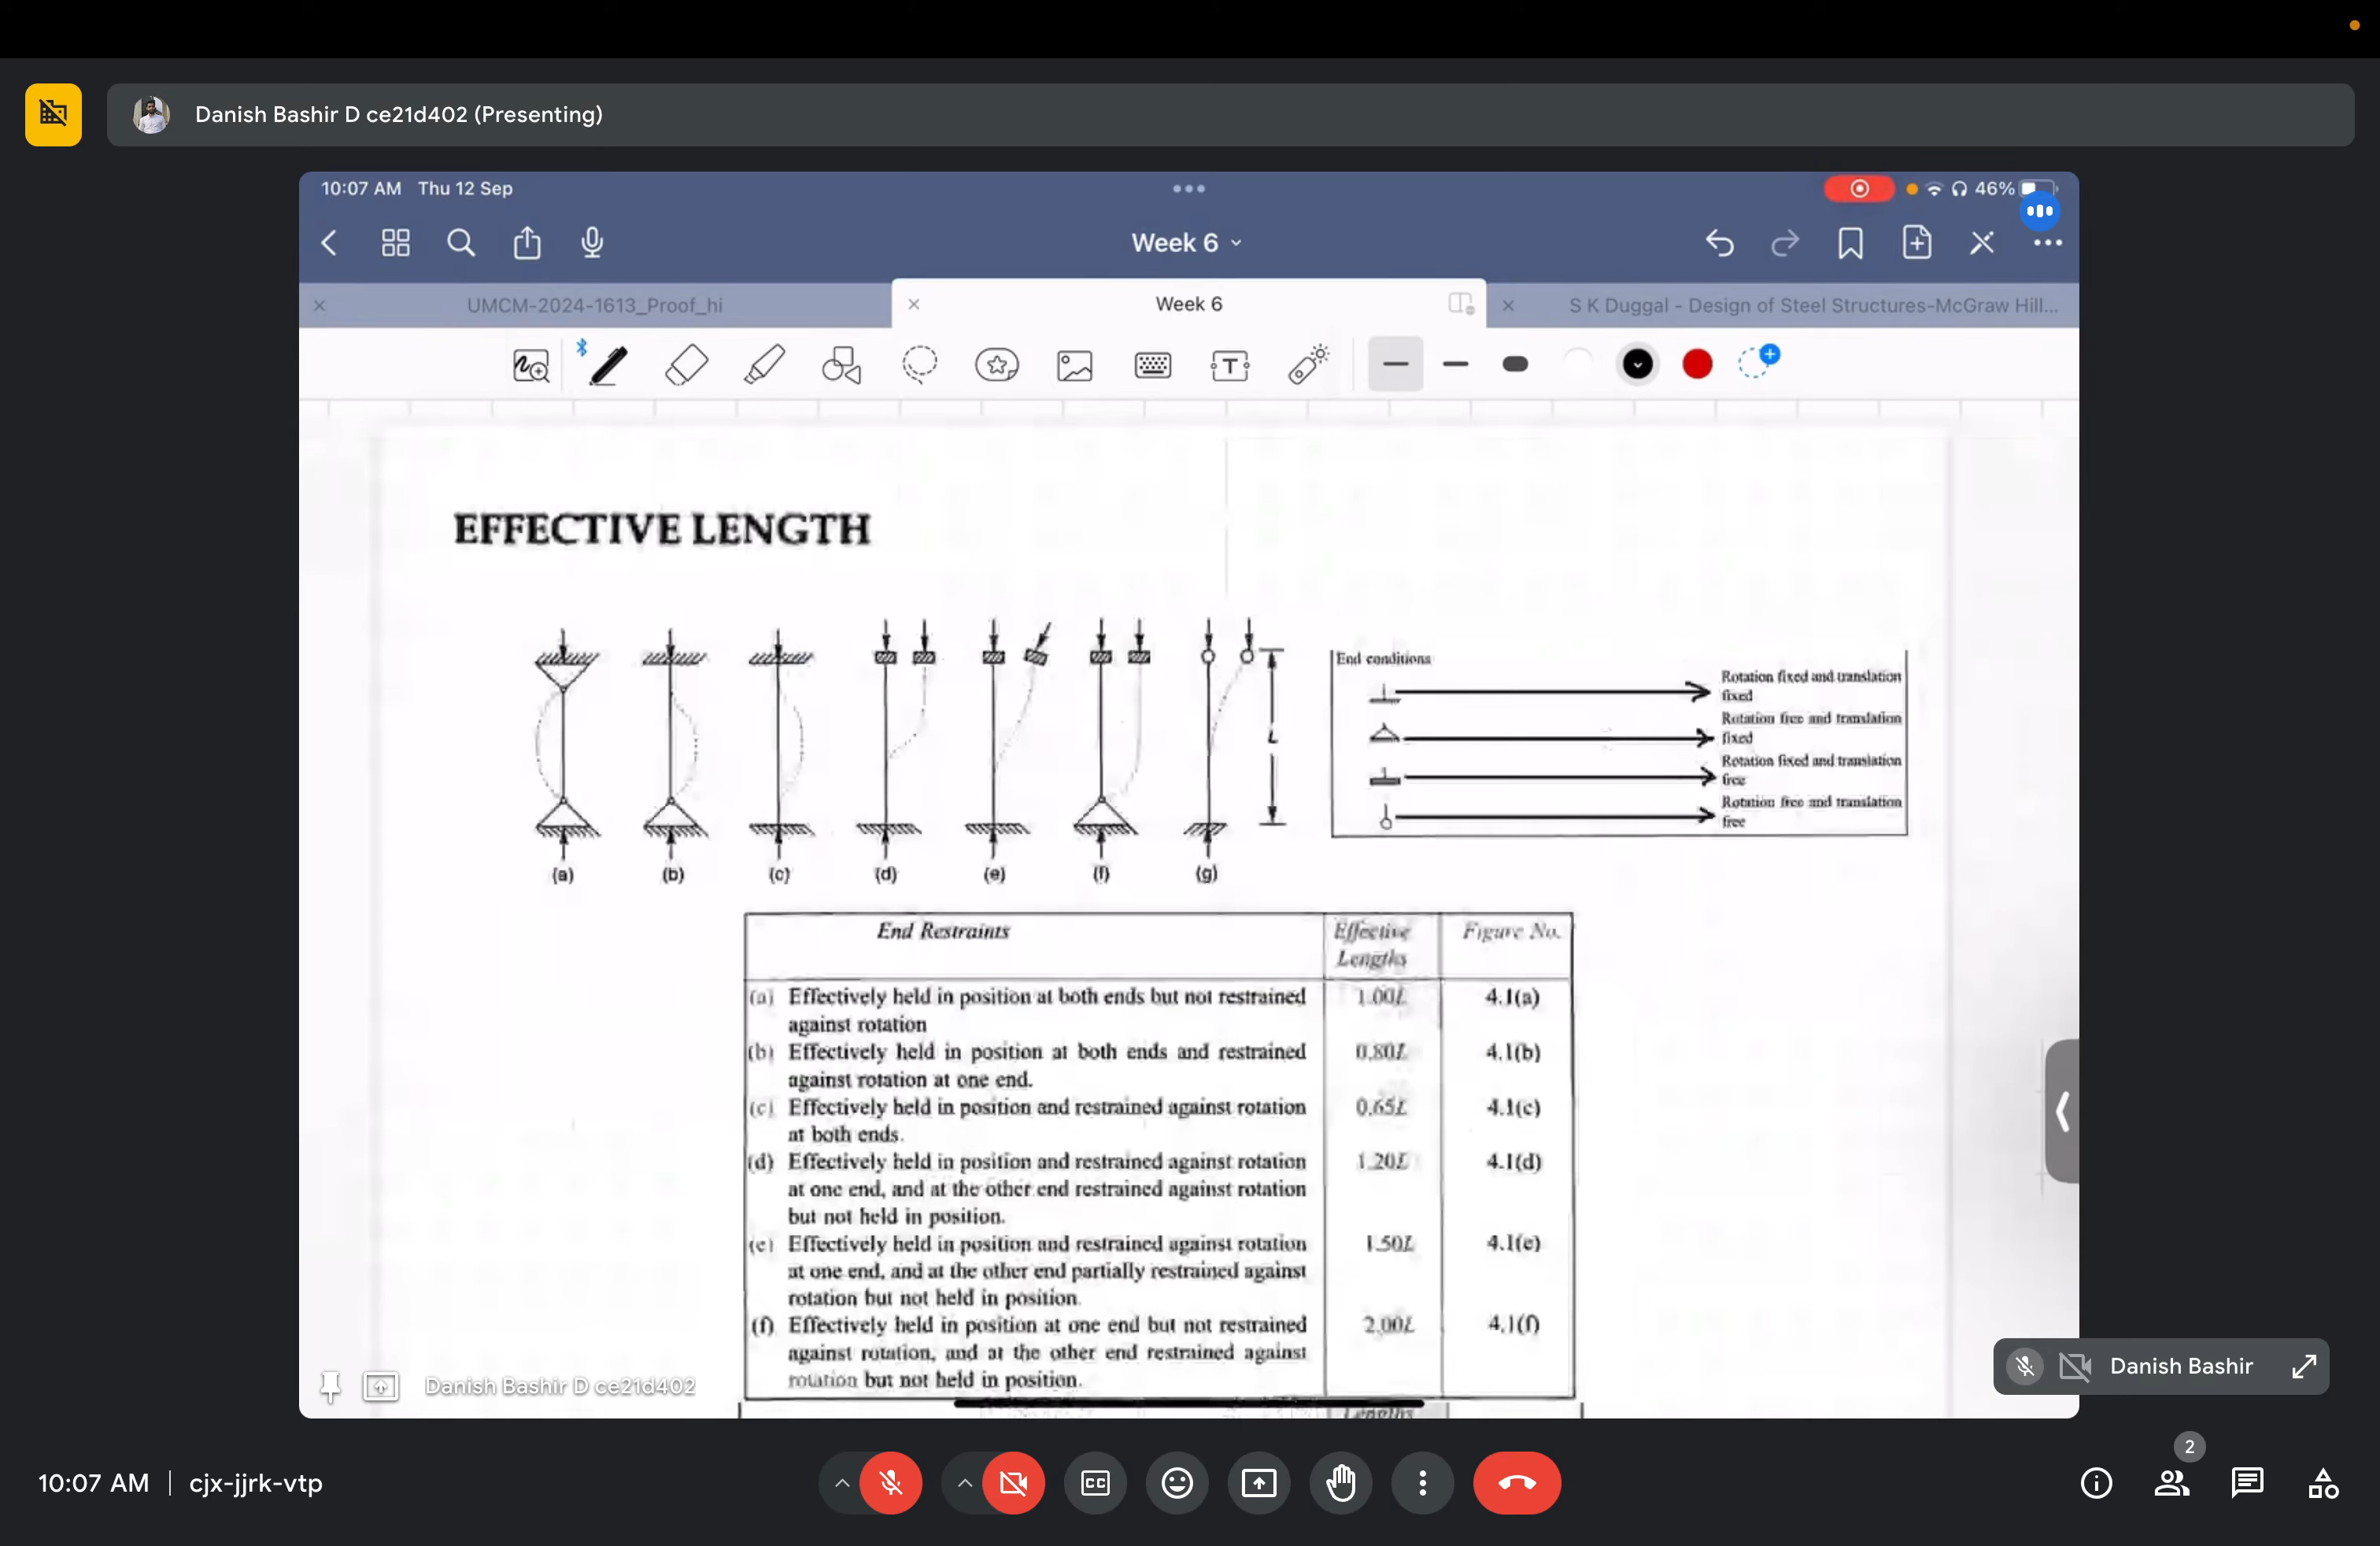 Danish Bashir D ce21d402 (Presenting)
10:07 AM Thu 12 Sep
46%
Week 6
UMCM-2024-1613_Proof_hi
Week 6
S K Duggal - Design of Steel Structures-McGraw Hill...
EFFECTIVE LENGTH
L
(a) (b) (c) (d) (e) (f) (g)
End conditions
Rotation fixed and translation
fixed
Rotation free and translation
fixed
Rotation fixed and translation
free
Rotation free and translation
free
End Restraints Effective Figure No.
Lengths
(a) Effectively held in position at both ends but not restrained 1.00L 4.1(a)
against rotation
(b) Effectively held in position at both ends and restrained 0.80L 4.1(b)
against rotation at one end.
(c) Effectively held in position and restrained against rotation 0.65L 4.1(c)
at both ends.
(d) Effectively held in position and restrained against rotation 1.20L 4.1(d)
at one end, and at the other end restrained against rotation
but not held in position.
(e) Effectively held in position and restrained against rotation 1.50L 4.1(e)
at one end, and at the other end partially restrained against
rotation but not held in position.
(f) Effectively held in position at one end but not restrained 2.00L 4.1(f)
against rotation, and at the other end restrained against
rotation but not held in position.
Lengths
Danish Bashir D ce21d402
Danish Bashir
10:07 AM | cjx-jjrk-vtp
CC
2